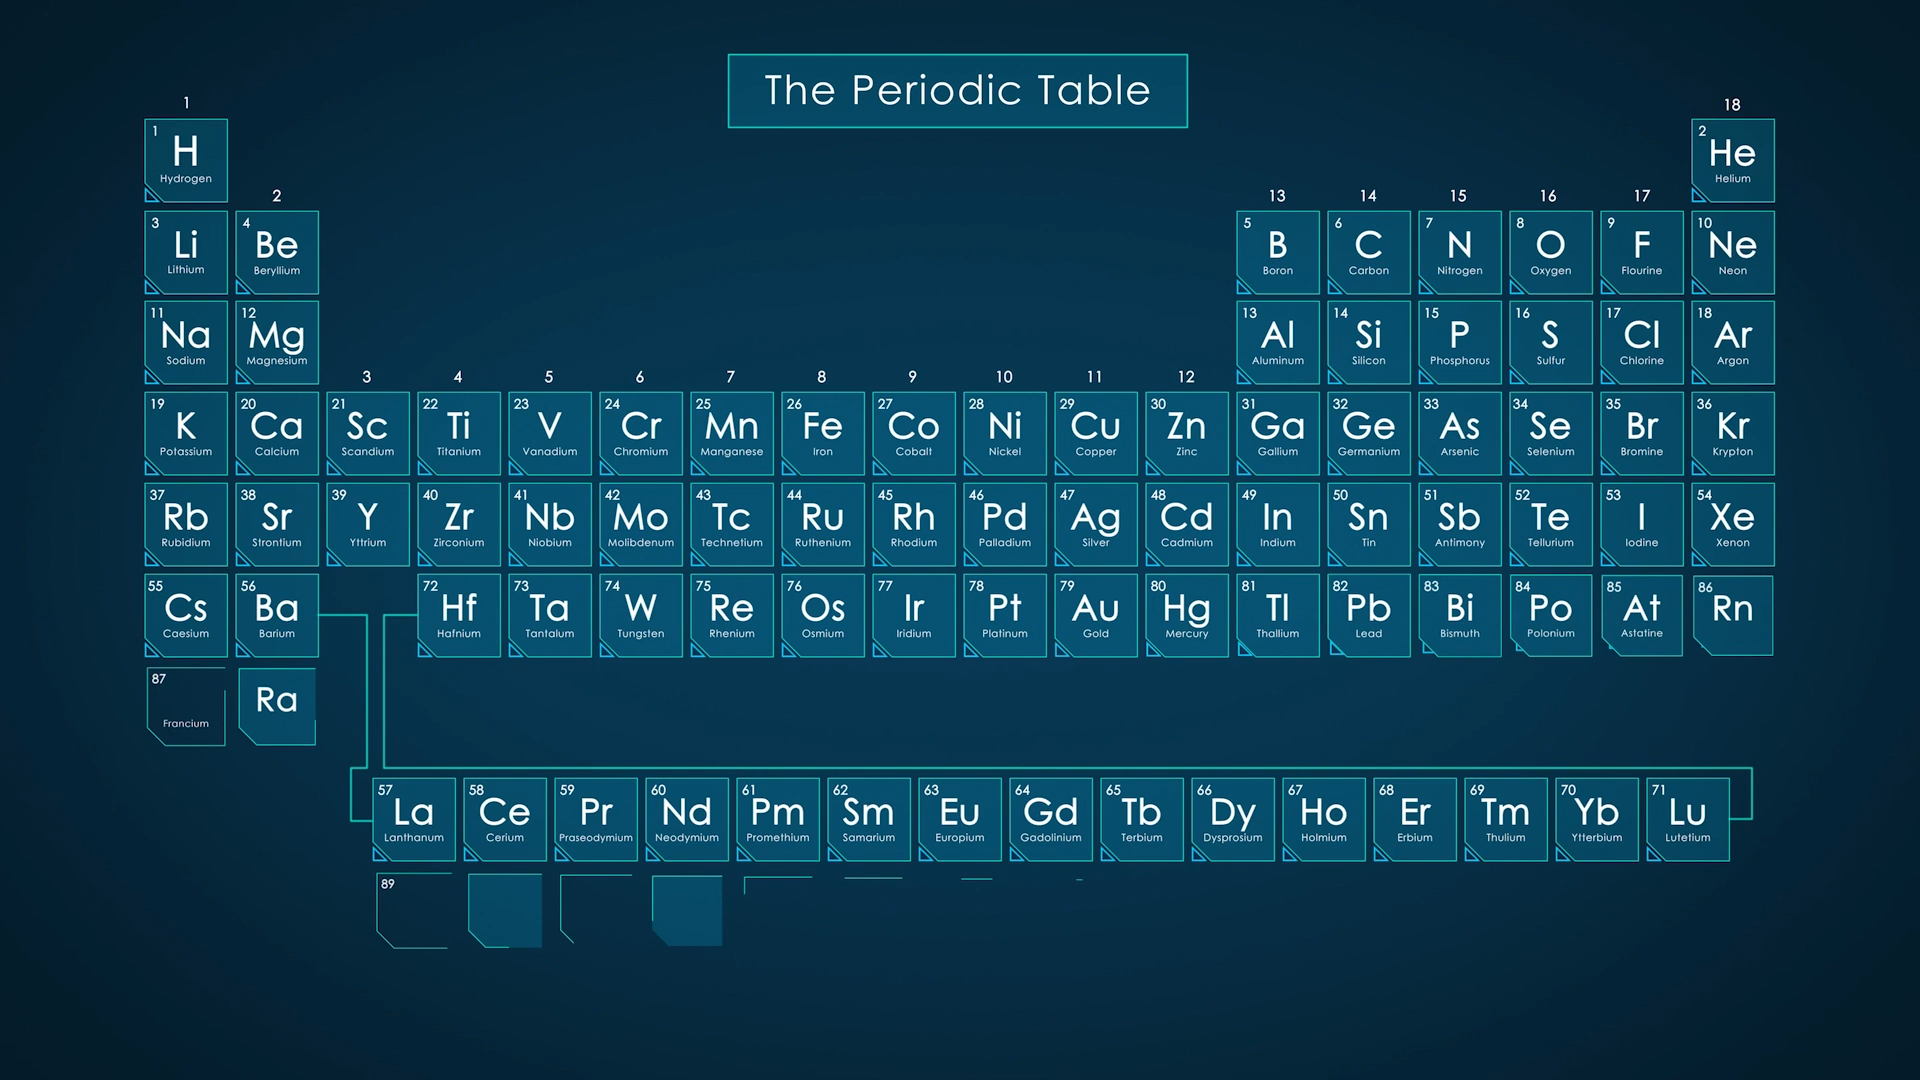 The Periodic Table
1
18
1
H
Hydrogen
2
He
Helium
2
13
14
15
16
17
3
Li
Lithium
4
Be
Beryllium
5
B
Boron
6
C
Carbon
7
N
Nitrogen
8
O
Oxygen
9
F
Flourine
10
Ne
Neon
11
Na
Sodium
12
Mg
Magnesium
13
Al
Aluminum
14
Si
Silicon
15
P
Phosphorus
16
S
Sulfur
17
Cl
Chlorine
18
Ar
Argon
3
4
5
6
7
8
9
10
11
12
19
K
Potassium
20
Ca
Calcium
21
Sc
Scandium
22
Ti
Titanium
23
V
Vanadium
24
Cr
Chromium
25
Mn
Manganese
26
Fe
Iron
27
Co
Cobalt
28
Ni
Nickel
29
Cu
Copper
30
Zn
Zinc
31
Ga
Gallium
32
Ge
Germanium
33
As
Arsenic
34
Se
Selenium
35
Br
Bromine
36
Kr
Krypton
37
Rb
Rubidium
38
Sr
Strontium
39
Y
Yttrium
40
Zr
Zirconium
41
Nb
Niobium
42
Mo
Molibdenum
43
Tc
Technetium
44
Ru
Ruthenium
45
Rh
Rhodium
46
Pd
Palladium
47
Ag
Silver
48
Cd
Cadmium
49
In
Indium
50
Sn
Tin
51
Sb
Antimony
52
Te
Tellurium
53
I
Iodine
54
Xe
Xenon
55
Cs
Caesium
56
Ba
Barium
72
Hf
Hafnium
73
Ta
Tantalum
74
W
Tungsten
75
Re
Rhenium
76
Os
Osmium
77
Ir
Iridium
78
Pt
Platinum
79
Au
Gold
80
Hg
Mercury
81
Tl
Thallium
82
Pb
Lead
83
Bi
Bismuth
84
Po
Polonium
85
At
Astatine
86
Rn
87
Francium
Ra
57
La
Lanthanum
58
Ce
Cerium
59
Pr
Praseodymium
60
Nd
Neodymium
61
Pm
Promethium
62
Sm
Samarium
63
Eu
Europium
64
Gd
Gadolinium
65
Tb
Terbium
66
Dy
Dysprosium
67
Ho
Holmium
68
Er
Erbium
69
Tm
Thulium
70
Yb
Ytterbium
71
Lu
Lutetium
89